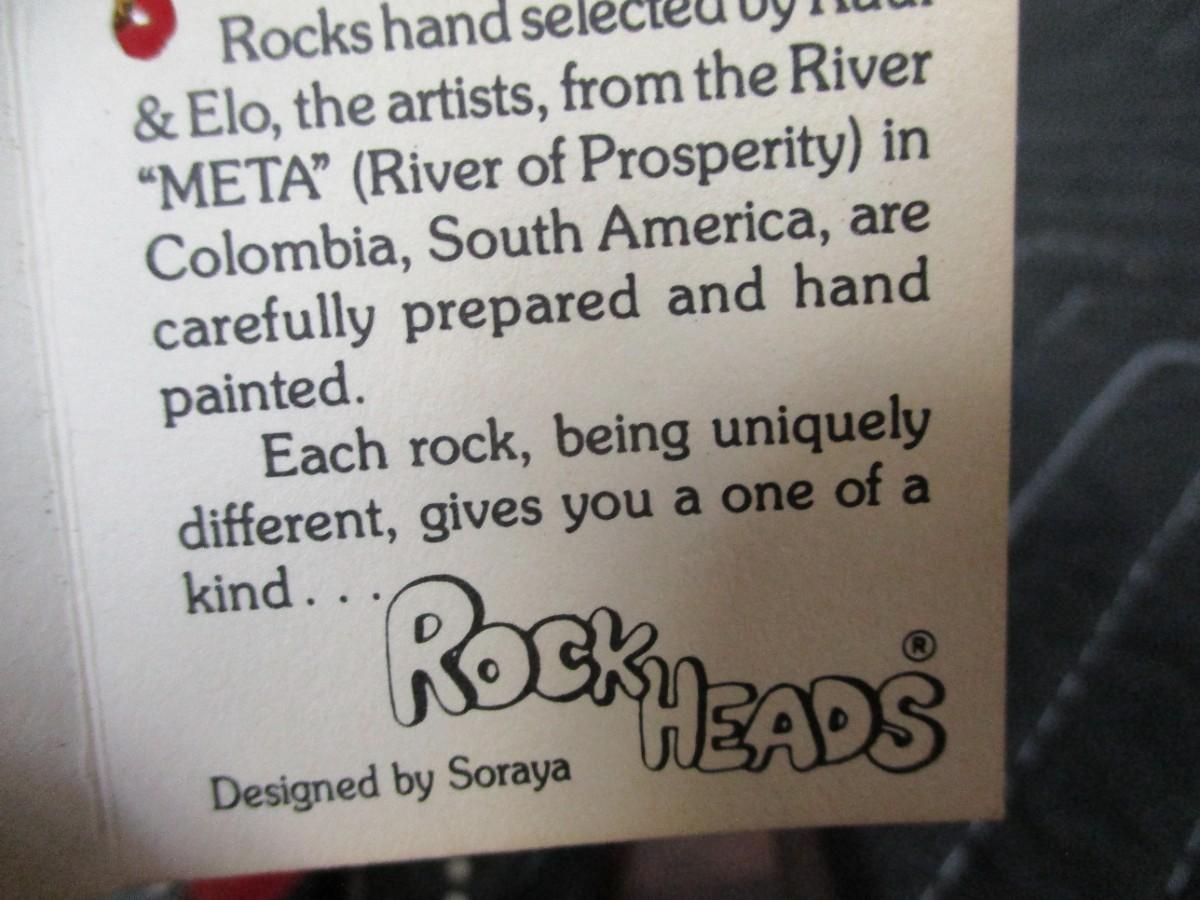 Rocks hand selected by
& Elo, the artists, from the River
“META” (River of Prosperity) in
Colombia, South America, are
carefully prepared and hand
painted.
Each rock, being uniquely
different, gives you a one of a
kind . . .
ROCK
HEADS ®
Designed by Soraya